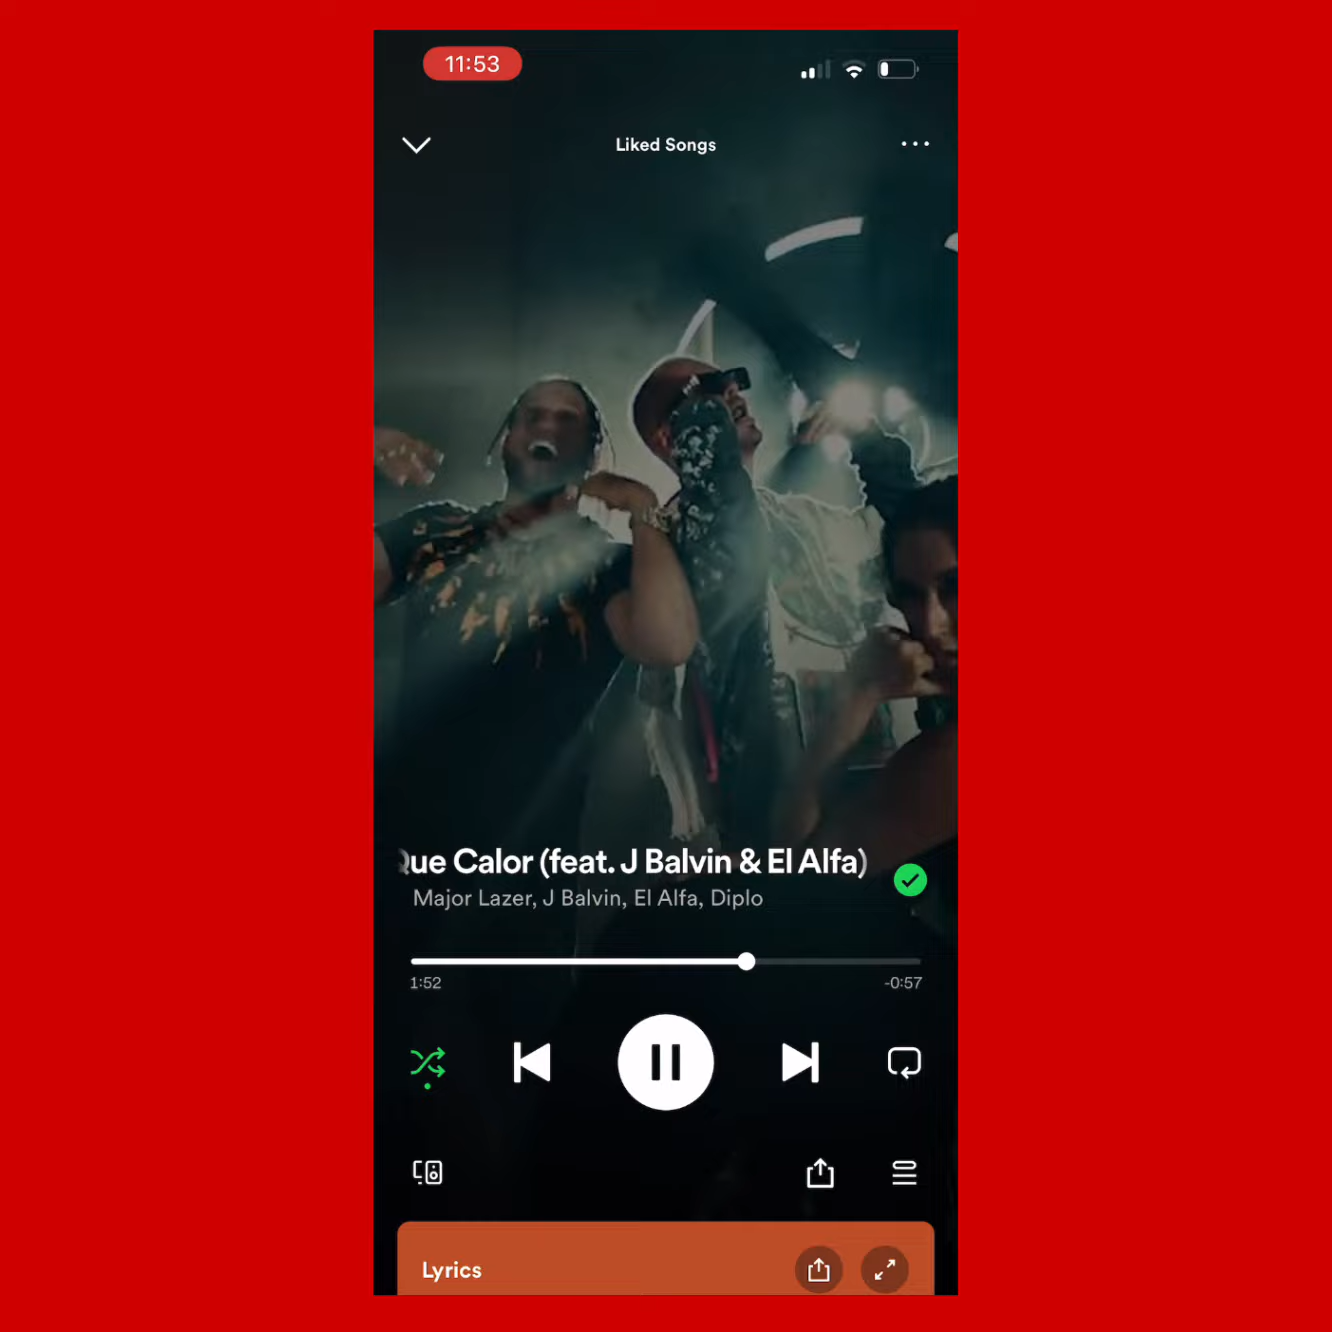 11:53
Liked Songs
Que Calor (feat. J Balvin & El Alfa)
Major Lazer, J Balvin, El Alfa, Diplo
1:52
-0:57
Lyrics